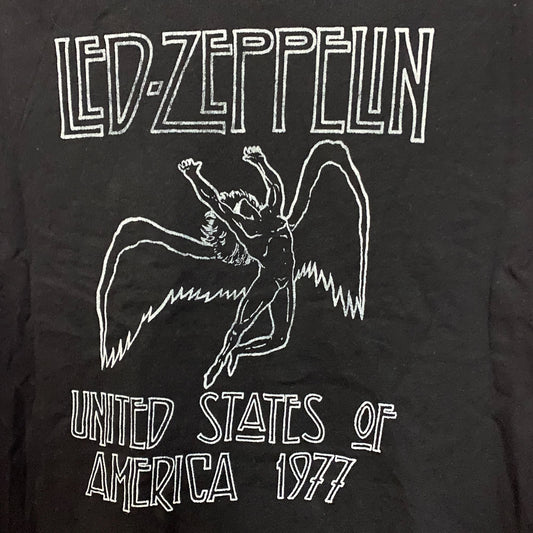 LED-ZEPPELIN
UNITED STATES OF
AMERICA 1977